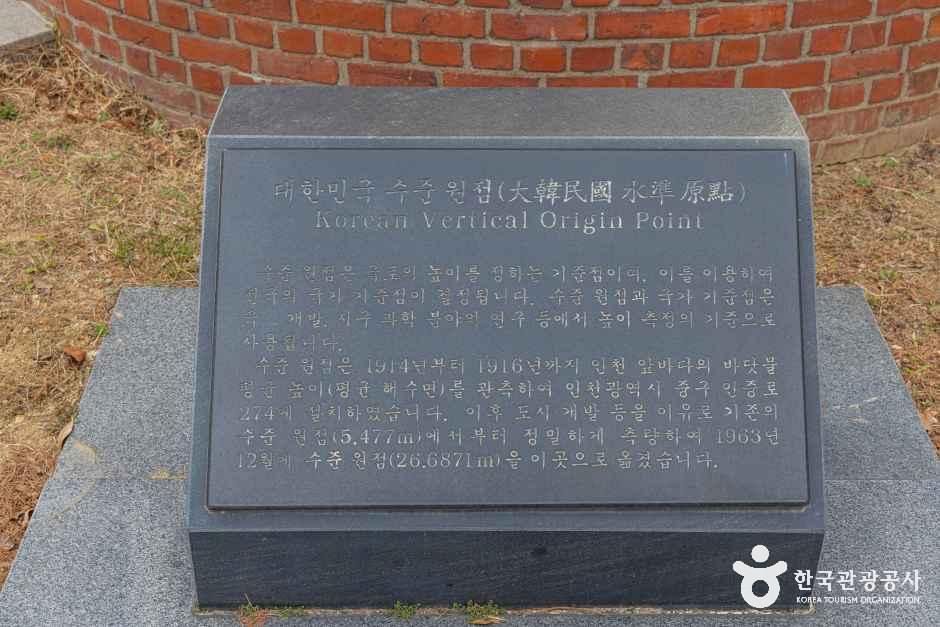 대한민국 수준 원점(大韓民國 水準 原點)
Korean Vertical Origin Point
수준 원점은 국토의 높이를 정하는 기준점이며, 이를 이용하여
전국의 국가 기준점이 결정됩니다. 수준 원점과 국가 기준점은
개발, 지구 과학 분야의 연구 등에서 높이 측정의 기준으로
사용됩니다.
수준 원점은 1914년부터 1916년까지 인천 앞바다의 바닷물
평균 높이(평균 해수면)를 관측하여 인천광역시 중구 인중로
274에 설치하였습니다. 이후 도시 개발 등을 이유로 기존의
수준 원점(5.477m)에서부터 정밀하게 측량하여 1963년
12월에 수준 원점(26.6871m)을 이곳으로 옮겼습니다.
한국관광공사
KOREA TOURISM ORGANIZATION